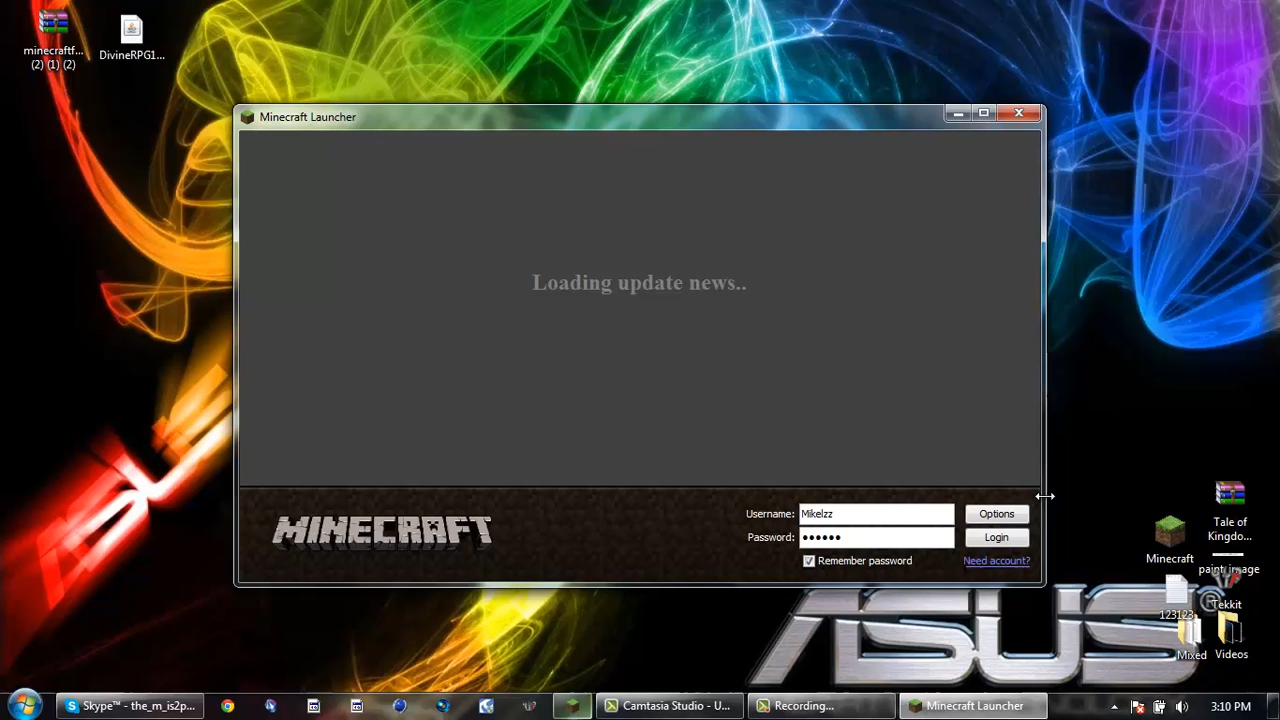 minecraftf...
(2) (1) (2)
DivineRPG1...
Minecraft Launcher
Loading update news..
MINECRAFT
Username: Mikelzz
Options
Password: ••••••
Login
Remember password
Need account?
Tale of
Kingdo...
Minecraft
paint image
123123
Tekkit
Mixed
Videos
ASUS®
Skype™ - the_m_is2p...
Camtasia Studio - U...
Recording...
Minecraft Launcher
3:10 PM